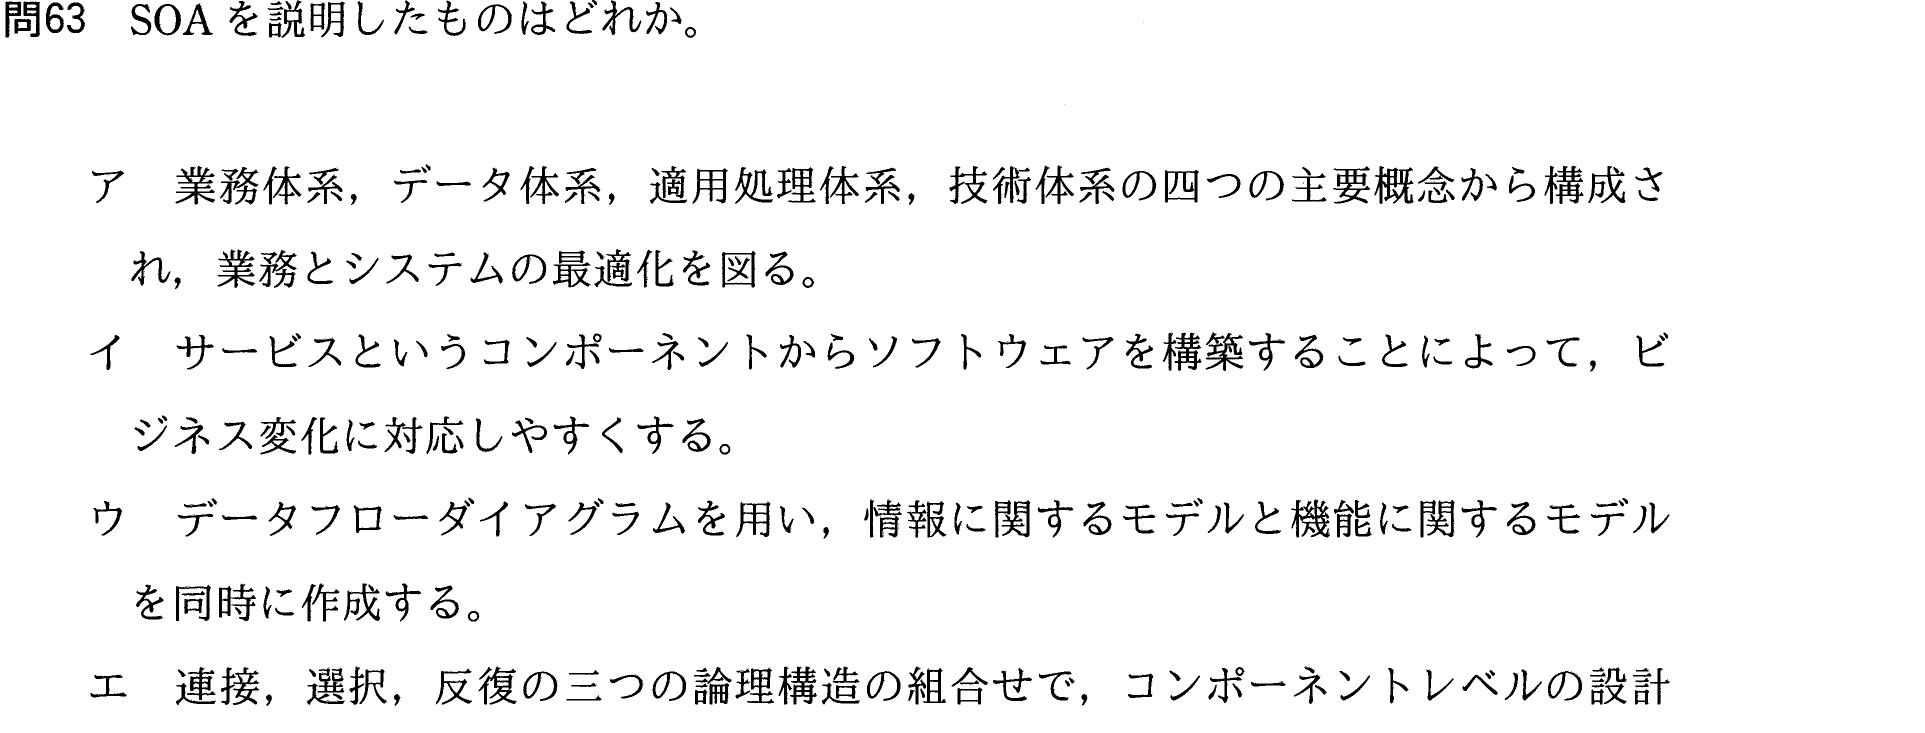 問63 SOA を説明したものはどれか。
ア 業務体系，データ体系，適用処理体系，技術体系の四つの主要概念から構成さ
れ，業務とシステムの最適化を図る。
イ サービスというコンポーネントからソフトウェアを構築することによって，ビ
ジネス変化に対応しやすくする。
ウ データフローダイアグラムを用い，情報に関するモデルと機能に関するモデル
を同時に作成する。
エ 連接，選択，反復の三つの論理構造の組合せで，コンポーネントレベルの設計